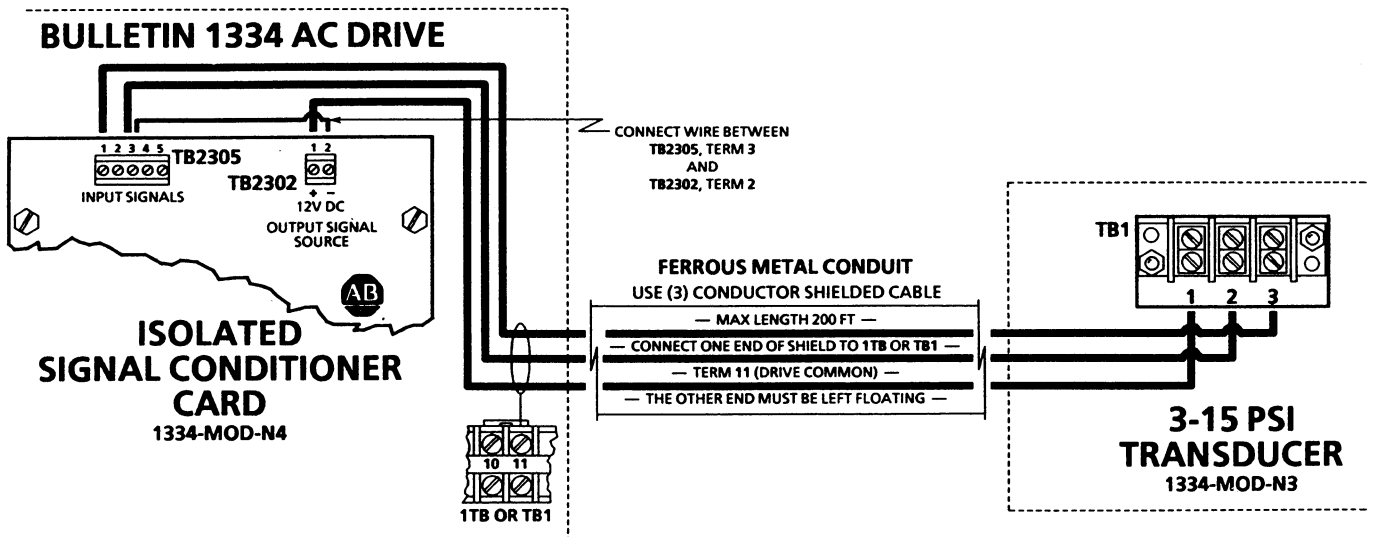 BULLETIN 1334 AC DRIVE
1 2 3 4 5
TB2305
INPUT SIGNALS
1 2
TB2302
+ –
12V DC
OUTPUT SIGNAL
SOURCE
AB
ISOLATED
SIGNAL CONDITIONER
CARD
1334-MOD-N4
CONNECT WIRE BETWEEN
TB2305, TERM 3
AND
TB2302, TERM 2
FERROUS METAL CONDUIT
USE (3) CONDUCTOR SHIELDED CABLE
— MAX LENGTH 200 FT —
— CONNECT ONE END OF SHIELD TO 1TB OR TB1 —
— TERM 11 (DRIVE COMMON) —
— THE OTHER END MUST BE LEFT FLOATING —
10 11
1TB OR TB1
TB1
1 2 3
3-15 PSI
TRANSDUCER
1334-MOD-N3